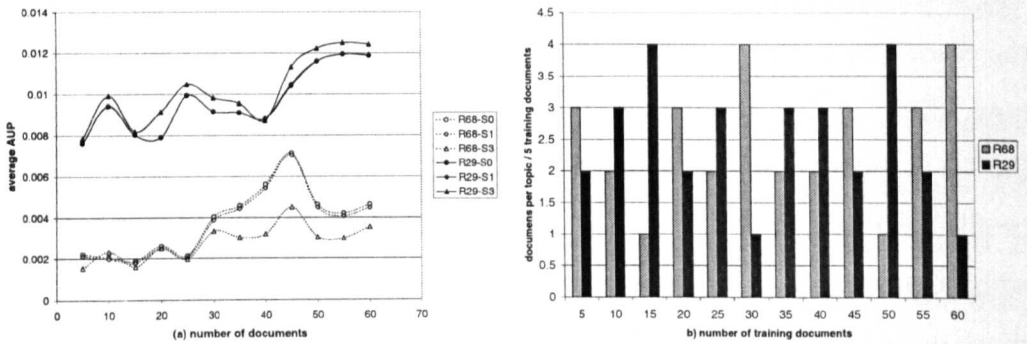 0.014
0.012
0.01
0.008
0.006
0.004
0.002
0
average AUP
0 10 20 30 40 50 60 70
(a) number of documents
R68-S0
R68-S1
R68-S3
R29-S0
R29-S1
R29-S3
4.5
4
3.5
3
2.5
2
1.5
1
0.5
0
documens per topic / 5 training documents
5 10 15 20 25 30 35 40 45 50 55 60
b) number of training documents
R68
R29